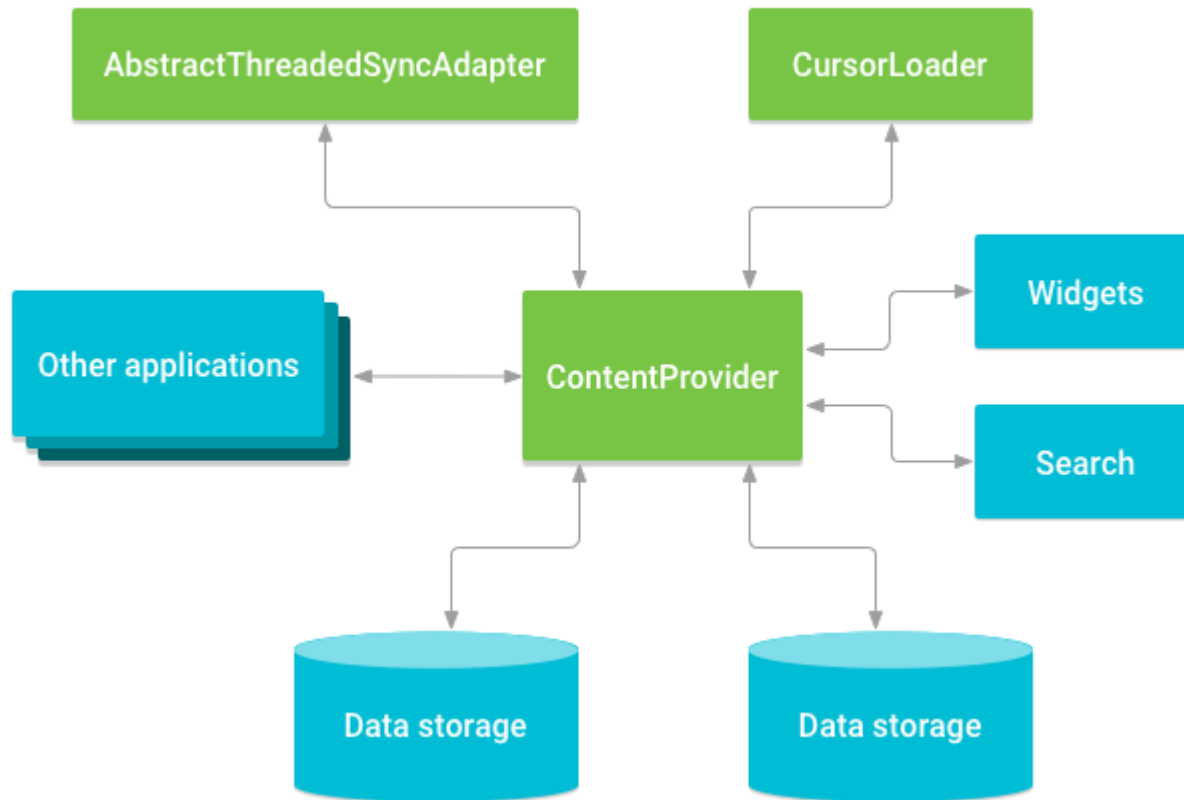 AbstractThreadedSyncAdapter
CursorLoader
Widgets
Other applications
ContentProvider
Search
Data storage
Data storage